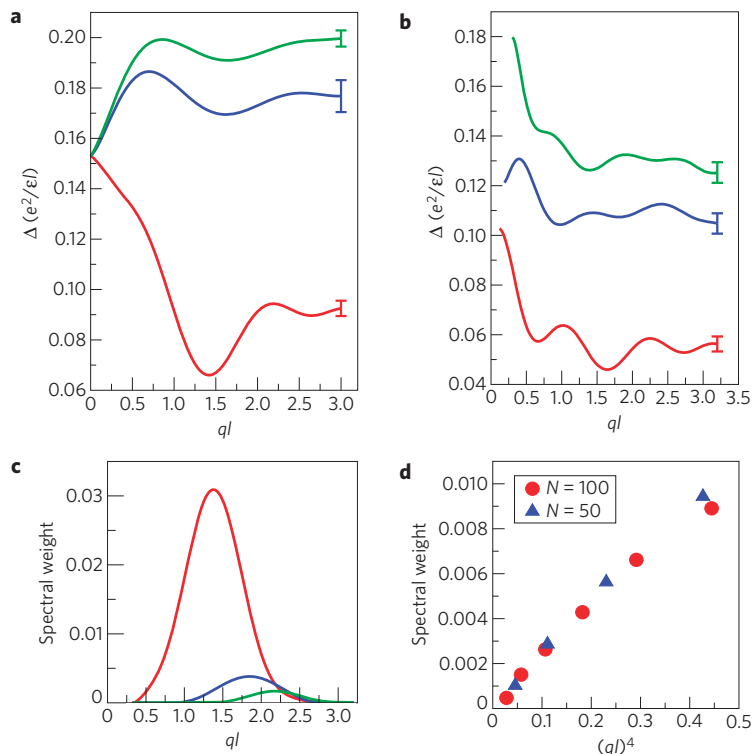 a
0.20
0.18
0.16
0.14
0.12
0.10
0.08
0.06
Δ (e²/εl)
0 0.5 1.0 1.5 2.0 2.5 3.0
ql
b
0.18
0.16
0.14
0.12
0.10
0.08
0.06
0.04
Δ (e²/εl)
0 0.5 1.0 1.5 2.0 2.5 3.0 3.5
ql
c
0.03
0.02
0.01
0
Spectral weight
0 0.5 1.0 1.5 2.0 2.5 3.0
ql
d
N = 100
N = 50
0.010
0.008
0.006
0.004
0.002
0
Spectral weight
0 0.1 0.2 0.3 0.4 0.5
(ql)⁴